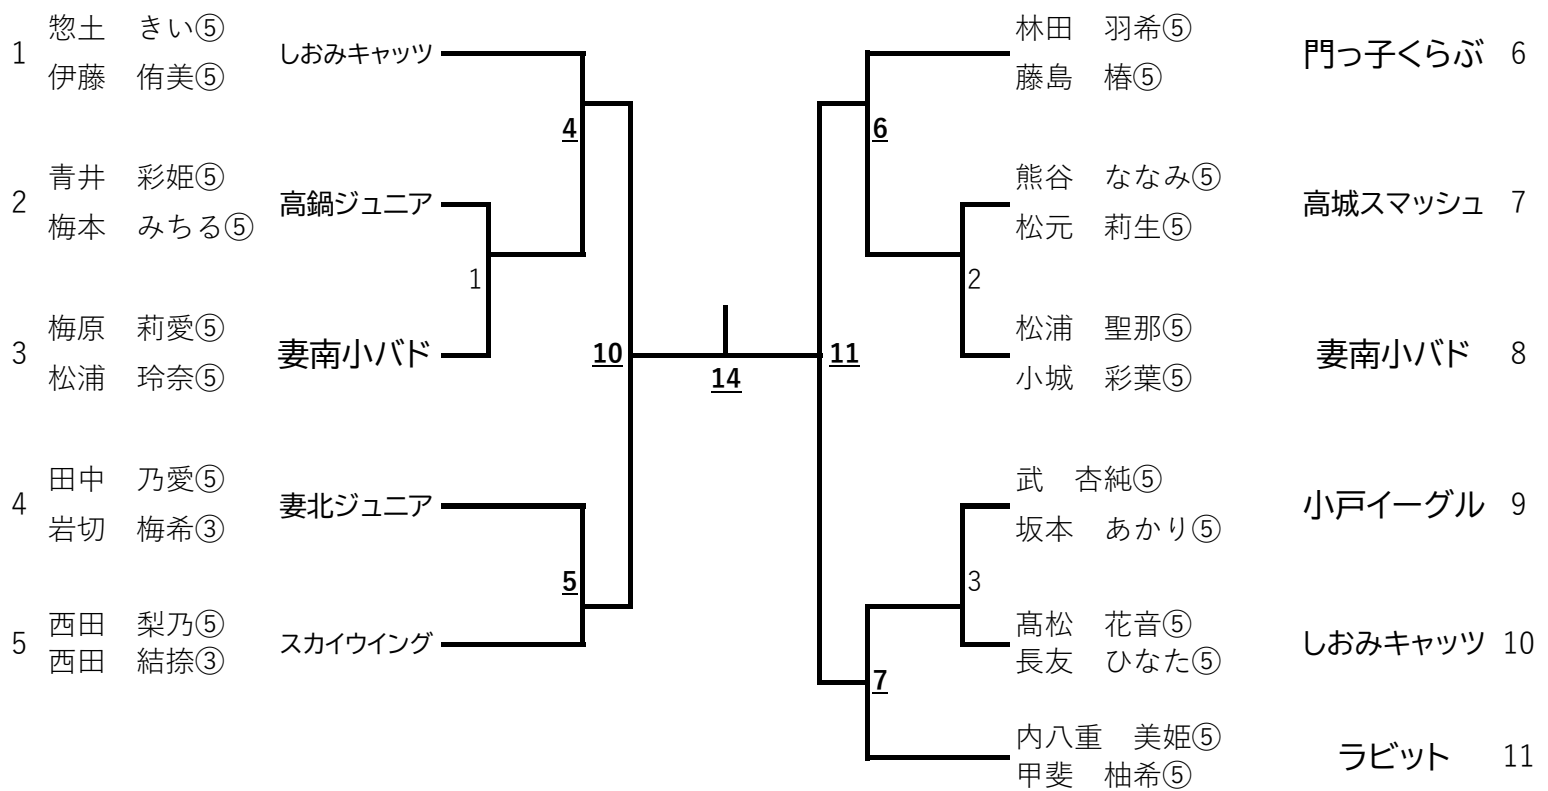 1 惣土　きい⑤ しおみキャッツ
伊藤　侑美⑤
4
2 青井　彩姫⑤ 高鍋ジュニア
梅本　みちる⑤
1
3 梅原　莉愛⑤ 妻南小バド
松浦　玲奈⑤
10
4 田中　乃愛⑤ 妻北ジュニア
岩切　梅希③
5
5 西田　梨乃⑤ スカイウイング
西田　結捺③
14
林田　羽希⑤ 門っ子くらぶ 6
藤島　椿⑤
6
熊谷　ななみ⑤ 高城スマッシュ 7
松元　莉生⑤
2
松浦　聖那⑤ 妻南小バド 8
小城　彩葉⑤
11
武　杏純⑤ 小戸イーグル 9
坂本　あかり⑤
3
髙松　花音⑤ しおみキャッツ 10
長友　ひなた⑤
7
内八重　美姫⑤ ラビット 11
甲斐　柚希⑤